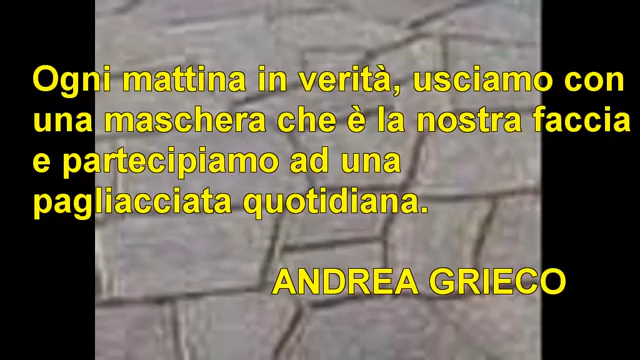 Ogni mattina in verità, usciamo con
una maschera che è la nostra faccia
e partecipiamo ad una
pagliacciata quotidiana.
ANDREA GRIECO